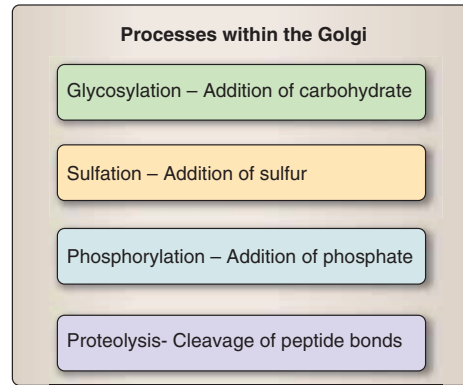 Processes within the Golgi
Glycosylation – Addition of carbohydrate
Sulfation – Addition of sulfur
Phosphorylation – Addition of phosphate
Proteolysis- Cleavage of peptide bonds